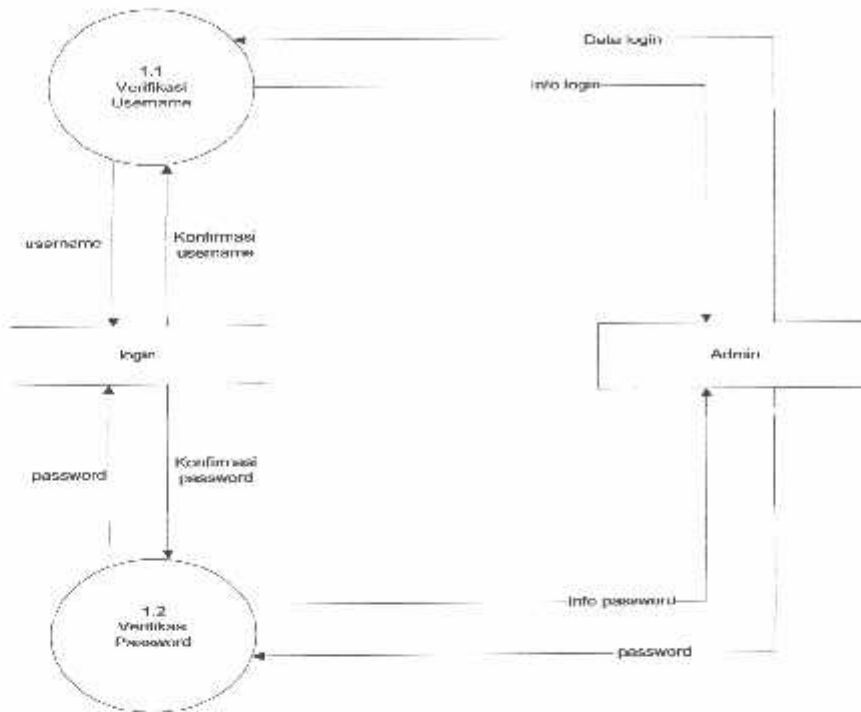 1.1
Verifikasi
Username
Data login
Info login
username
Konfirmasi
username
login
Admin
password
Konfirmasi
password
1.2
Verifikasi
Password
Info password
password